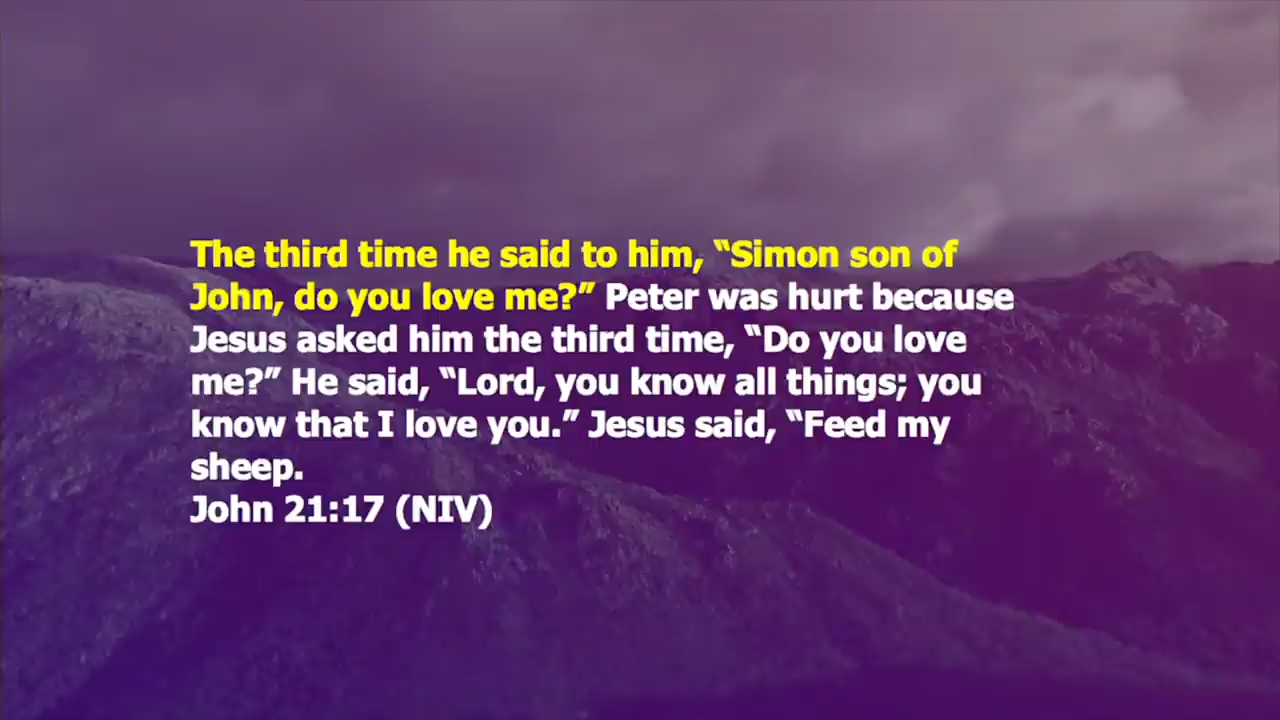 The third time he said to him, “Simon son of
John, do you love me?” Peter was hurt because
Jesus asked him the third time, “Do you love
me?” He said, “Lord, you know all things; you
know that I love you.” Jesus said, “Feed my
sheep.
John 21:17 (NIV)